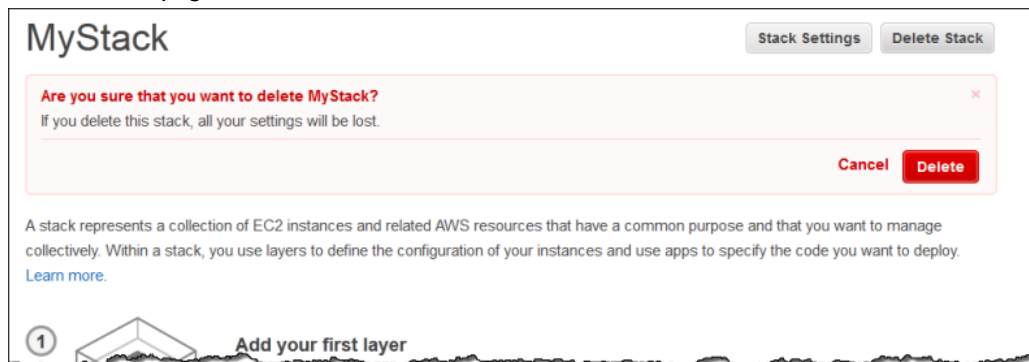 MyStack
Stack Settings
Delete Stack
Are you sure that you want to delete MyStack?
×
If you delete this stack, all your settings will be lost.
Cancel
Delete
A stack represents a collection of EC2 instances and related AWS resources that have a common purpose and that you want to manage
collectively. Within a stack, you use layers to define the configuration of your instances and use apps to specify the code you want to deploy.
Learn more.
1
Add your first layer